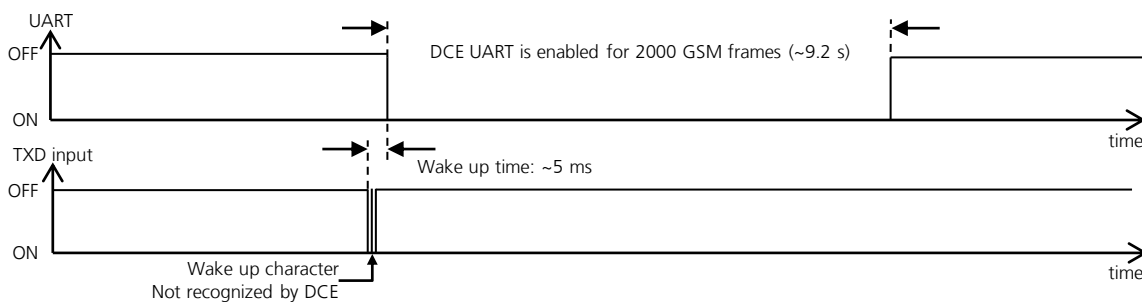 UART
OFF
DCE UART is enabled for 2000 GSM frames (~9.2 s)
ON
time
TXD input
Wake up time: ~5 ms
OFF
ON
time
Wake up character
Not recognized by DCE